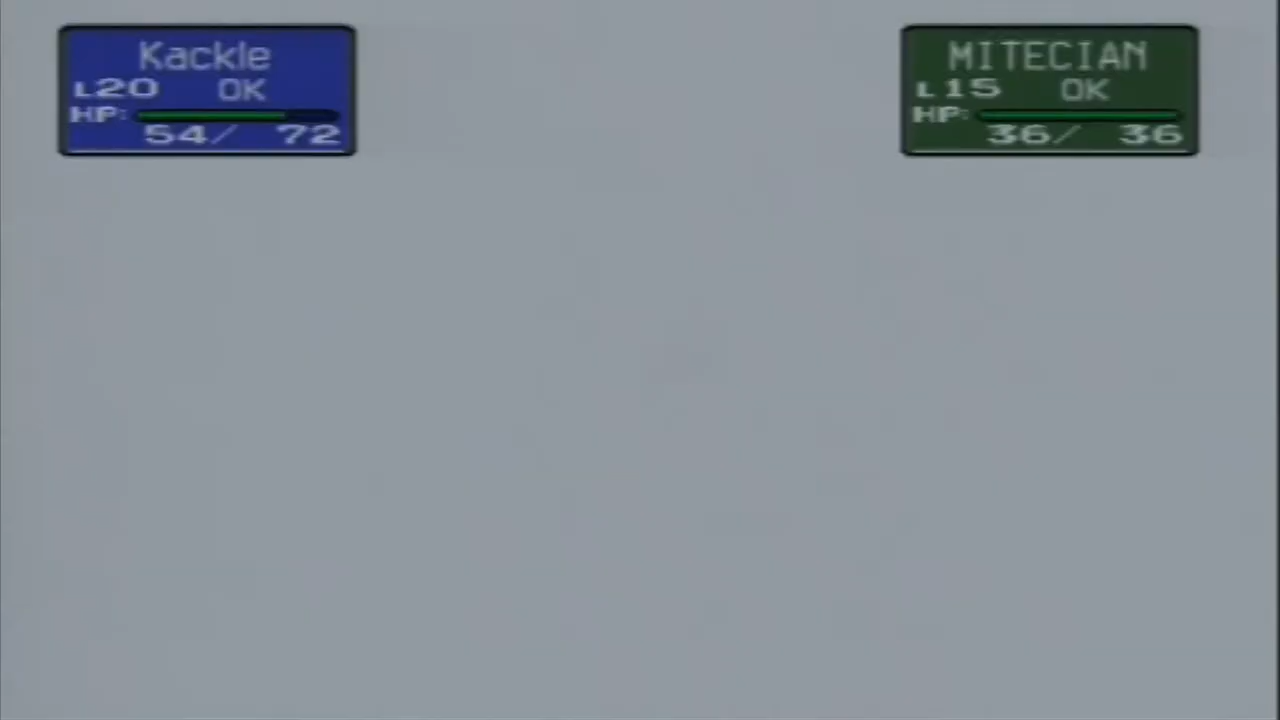 Kackle
L20 OK
HP:
54/ 72
MITECIAN
L15 OK
HP:
36/ 36